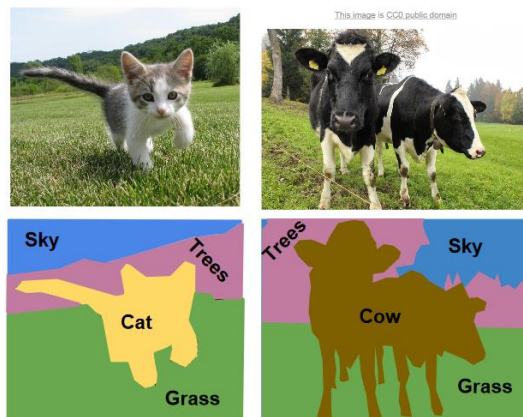 This image is CC0 public domain
Sky
Trees
Cat
Grass
Trees
Sky
Cow
Grass